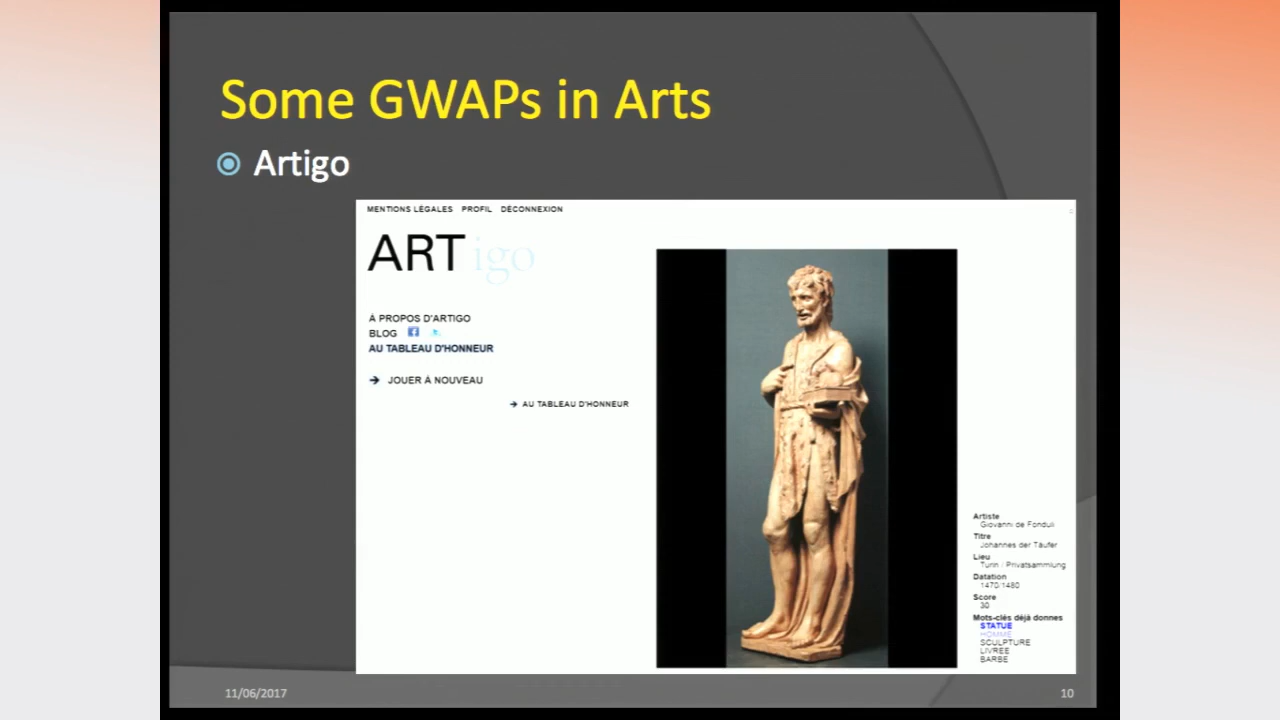 Some GWAPs in Arts
Artigo
MENTIONS LÉGALES PROFIL DÉCONNEXION
ARTigo
À PROPOS D'ARTIGO
BLOG
AU TABLEAU D'HONNEUR
→ JOUER À NOUVEAU
→ AU TABLEAU D'HONNEUR
Artiste
Giovanni de Fonduli
Titre
Johannes der Täufer
Lieu
Turin / Privatsammlung
Datation
1470/1480
Score
30
Mots-clés déjà donnes
STATUE
HOMME
SCULPTURE
LIVREE
BARBE
11/06/2017
10